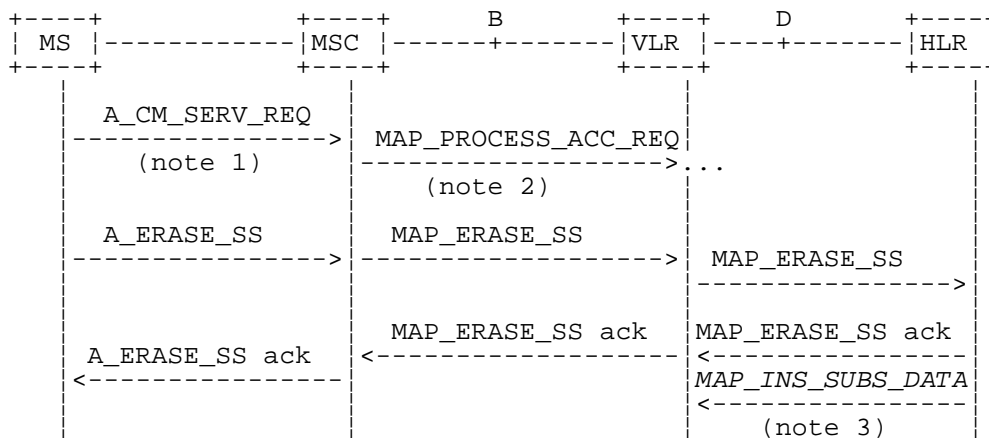 B D
MS MSC VLR HLR
A_CM_SERV_REQ
MAP_PROCESS_ACC_REQ
(note 1) ...
(note 2)
A_ERASE_SS MAP_ERASE_SS
MAP_ERASE_SS
MAP_ERASE_SS ack MAP_ERASE_SS ack
A_ERASE_SS ack
MAP_INS_SUBS_DATA
(note 3)